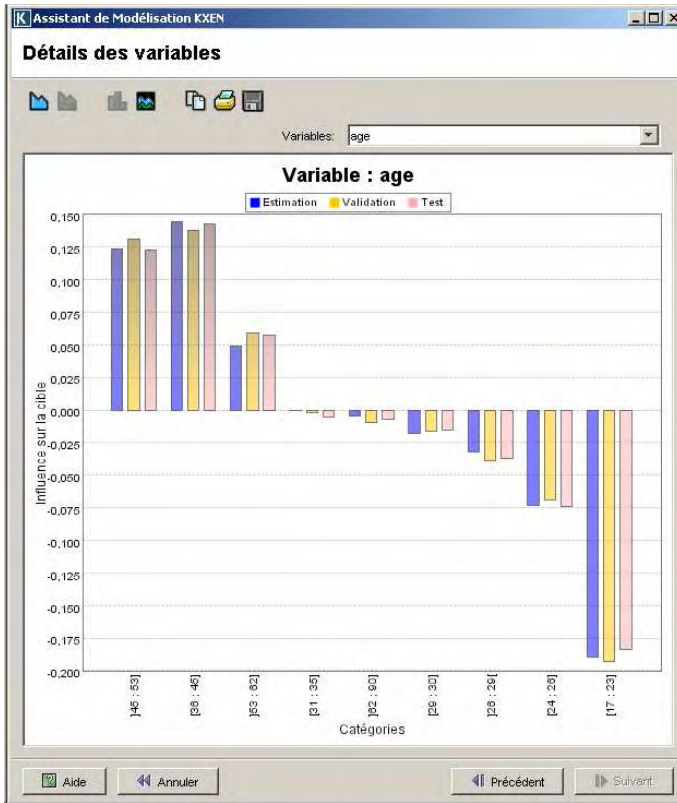 Assistant de Modélisation KXEN
Détails des variables
Variables: age
Variable : age
Estimation Validation Test
0,150
0,125
0,100
0,075
0,050
0,025
0,000
-0,025
-0,050
-0,075
-0,100
-0,125
-0,150
-0,175
-0,200
Influence sur la cible
]45 : 53]
[36 : 45]
]53 : 62]
[31 : 35]
]62 : 90]
[29 : 30]
]26 : 29[
[24 : 26]
[17 : 23]
Catégories
Aide
Annuler
Précédent
Suivant